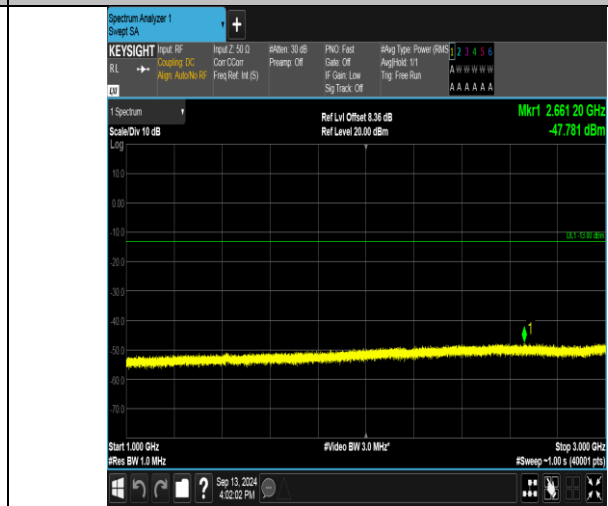 Spectrum Analyzer 1
Swept SA
+
KEYSIGHT Input: RF Input Z: 50 Ω #Atten: 30 dB PNO: Fast #Avg Type: Power (RMS 1 2 3 4 5 6
RL Coupling: DC Corr CCorr Preamp: Off Gate: Off Avg|Hold: 1/1 A W W W W W
Align: Auto/No RF Freq Ref: Int (S) IF Gain: Low Trig: Free Run
LXI Sig Track: Off A A A A A A
1 Spectrum Ref Lvl Offset 8.36 dB Mkr1 2.661 20 GHz
Scale/Div 10 dB Ref Level 20.00 dBm -47.781 dBm
Log
10.0
0.00
-10.0
DL1 -13.00 dBm
-20.0
-30.0
-40.0
1
-50.0
-60.0
-70.0
Start 1.000 GHz #Video BW 3.0 MHz* Stop 3.000 GHz
#Res BW 1.0 MHz #Sweep ~1.00 s (40001 pts)
? Sep 13, 2024
4:02:02 PM